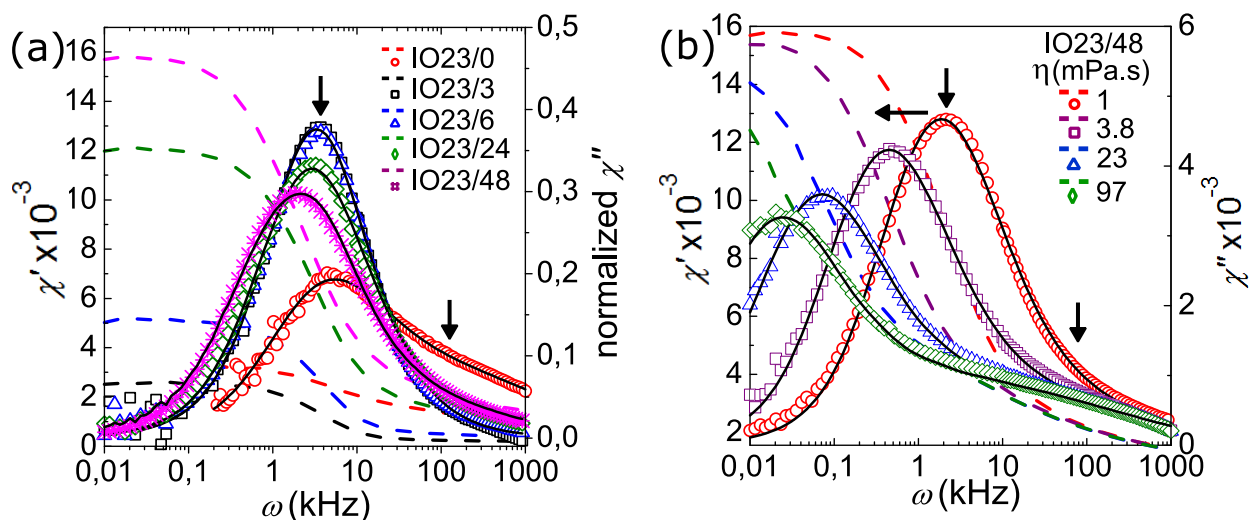 (a)
16
14
12
10
8
6
4
2
0
χ′ x10⁻³
0,01
0,1
1
10
100
1000
ω (kHz)
0,5
0,4
0,3
0,2
0,1
0,0
normalized χ″
IO23/0
IO23/3
IO23/6
IO23/24
IO23/48
(b)
16
14
12
10
8
6
4
2
χ′ x10⁻³
0,01
0,1
1
10
100
1000
ω (kHz)
6
4
2
0
χ″ x10⁻³
IO23/48
η(mPa.s)
1
3.8
23
97